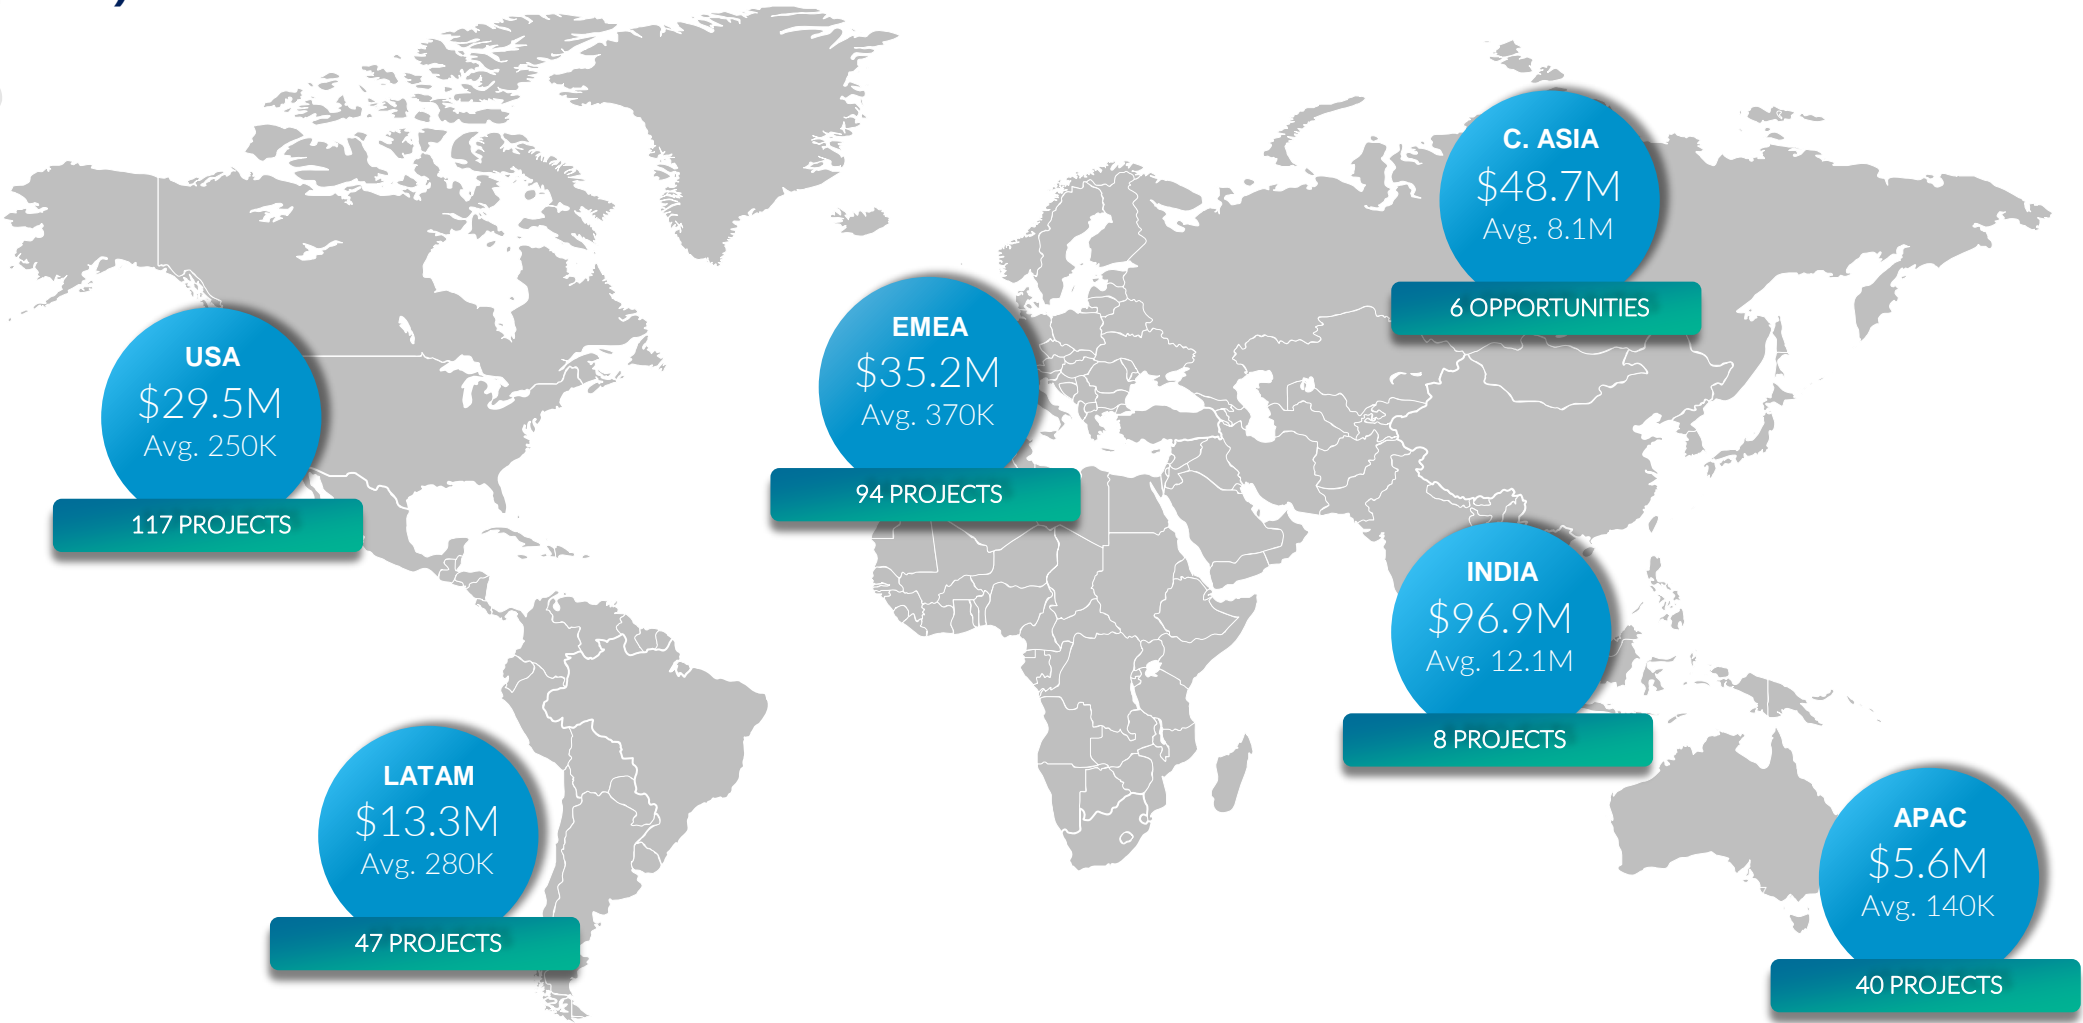 C. ASIA
$48.7M
Avg. 8.1M
6 OPPORTUNITIES
EMEA
$35.2M
Avg. 370K
94 PROJECTS
USA
$29.5M
Avg. 250K
117 PROJECTS
INDIA
$96.9M
Avg. 12.1M
8 PROJECTS
LATAM
$13.3M
Avg. 280K
47 PROJECTS
APAC
$5.6M
Avg. 140K
40 PROJECTS